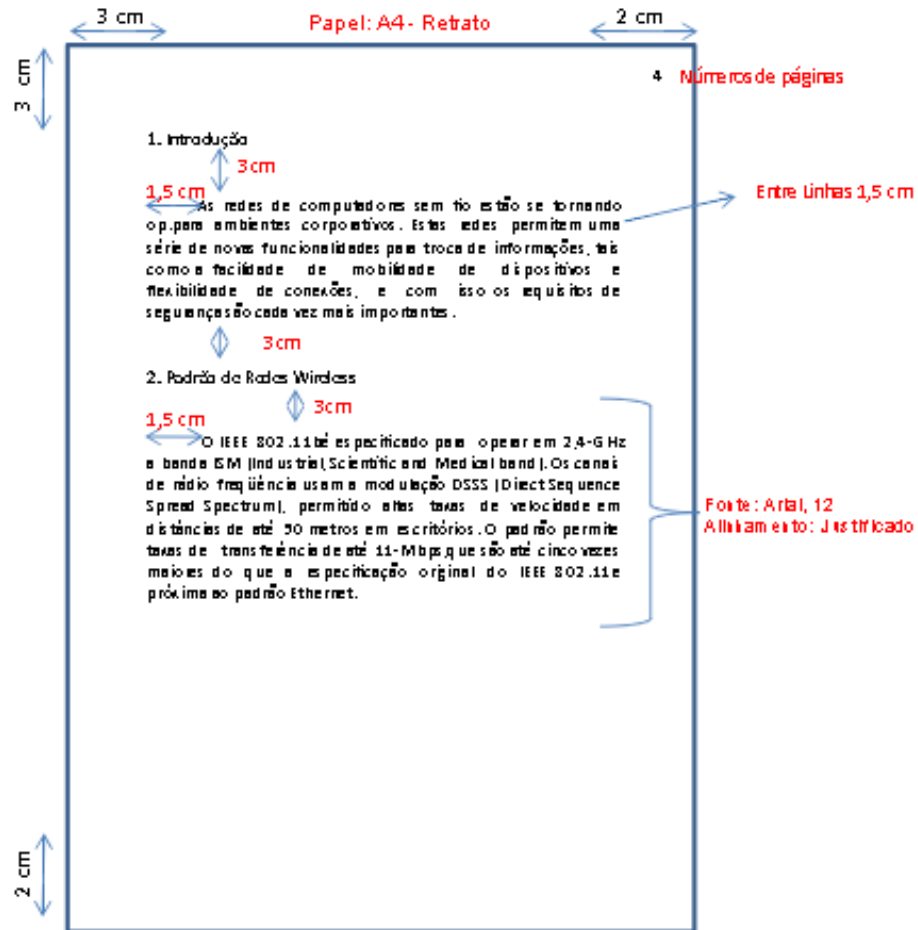 3 cm
Papel: A4 - Retrato
2 cm
3 cm
4 Números de páginas
1. Introdução
3cm
1,5 cm
Entre Linhas 1,5 cm
As redes de computadores sem fio estão se tornando
op.para ambientes corporativos. Estas redes permitem uma
série de novas funcionalidades para troca de informações, tais
como a facilidade de mobilidade de dispositivos e
flexibilidade de conexões, e com isso os requisitos de
segurança são cada vez mais importantes.
3cm
2. Padrão de Redes Wireless
3cm
1,5 cm
O IEEE 802.11b é especificado para operar em 2,4-GHz
a banda ISM (Industrial, Scientific and Medical band). Os canais
de rádio freqüência usam a modulação DSSS (Direct Sequence
Spread Spectrum), permitido altas taxas de velocidade em
distâncias de até 50 metros em escritórios. O padrão permite
taxas de transferência de até 11-Mbps, que são até cinco vezes
maiores do que a especificação original do IEEE 802.11 e
próxima ao padrão Ethernet.
Fonte: Arial, 12
Alinhamento: Justificado
2 cm